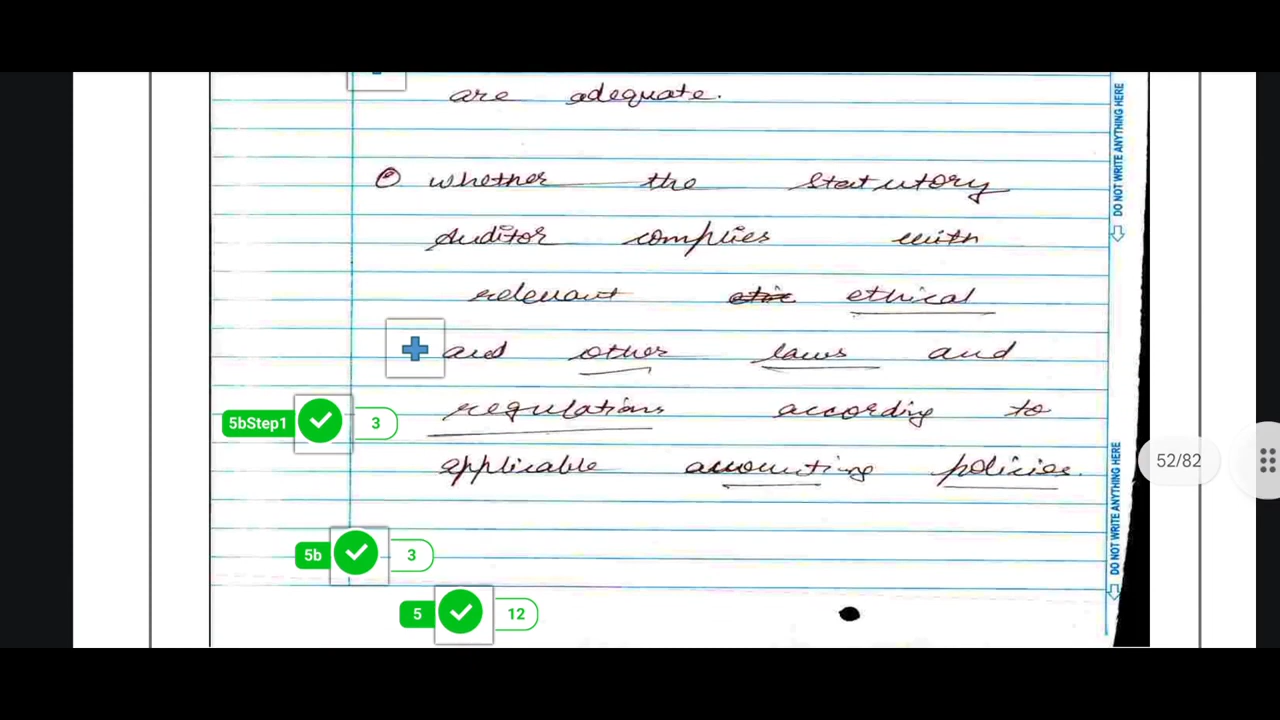 are adequate.
DO NOT WRITE ANYTHING HERE
e whether the statutory
Auditor complies with
relevant ethical
and other laws and
5bStep1 3 regulations according to
applicable accounting policies.
52/82
DO NOT WRITE ANYTHING HERE
5b 3
5 12